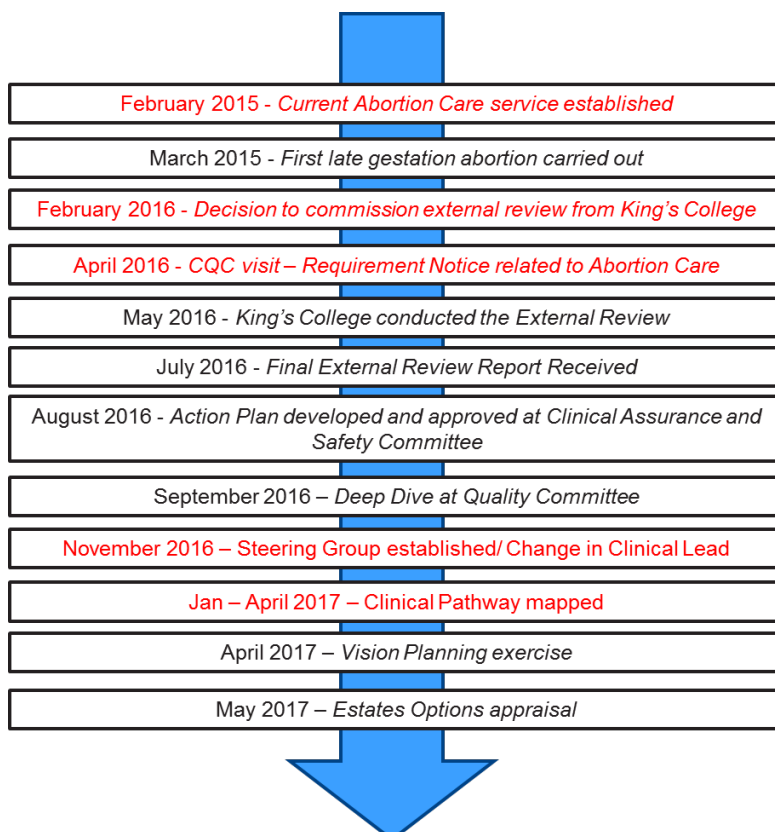 February 2015 - Current Abortion Care service established
March 2015 - First late gestation abortion carried out
February 2016 - Decision to commission external review from King’s College
April 2016 - CQC visit – Requirement Notice related to Abortion Care
May 2016 - King’s College conducted the External Review
July 2016 - Final External Review Report Received
August 2016 - Action Plan developed and approved at Clinical Assurance and
Safety Committee
September 2016 – Deep Dive at Quality Committee
November 2016 – Steering Group established/ Change in Clinical Lead
Jan – April 2017 – Clinical Pathway mapped
April 2017 – Vision Planning exercise
May 2017 – Estates Options appraisal